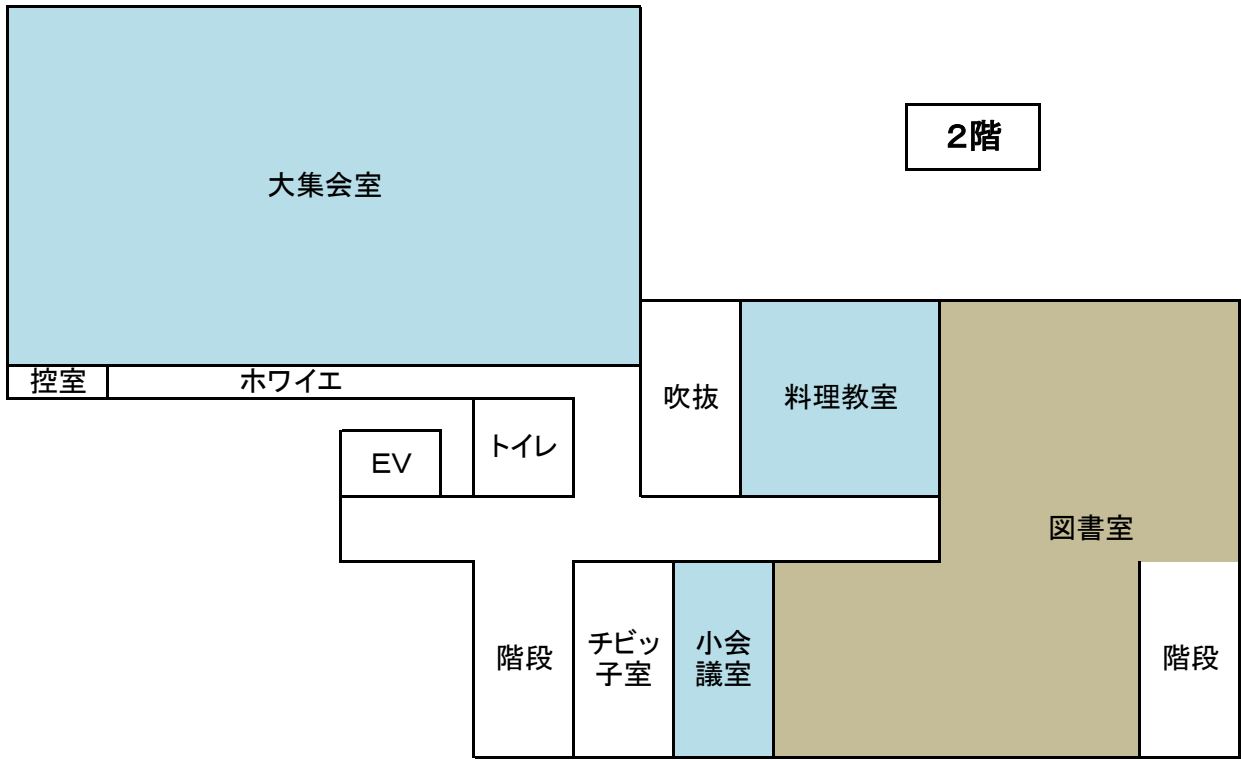 2階
大集会室
控室
ホワイエ
吹抜
料理教室
トイレ
EV
図書室
階段
チビッ
子室
小会
議室
階段